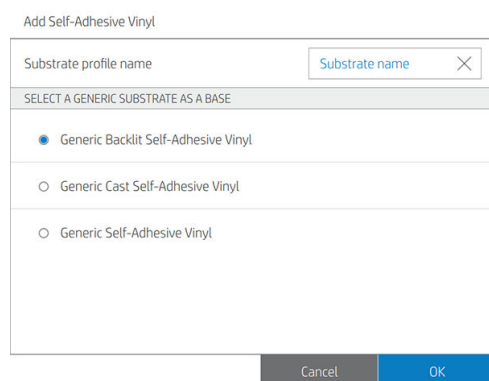 Add Self-Adhesive Vinyl
Substrate profile name
Substrate name
SELECT A GENERIC SUBSTRATE AS A BASE
Generic Backlit Self-Adhesive Vinyl
Generic Cast Self-Adhesive Vinyl
Generic Self-Adhesive Vinyl
Cancel
OK